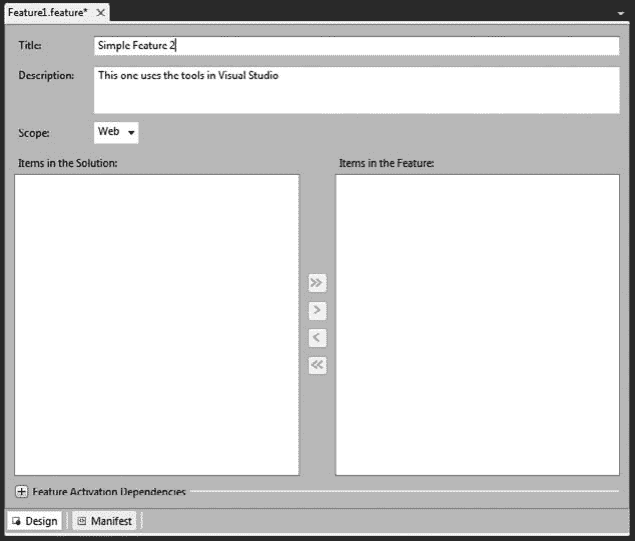 Feature1.feature*
Title:
Simple Feature 2
Description:
This one uses the tools in Visual Studio
Scope:
Web
Items in the Solution:
Items in the Feature:
Feature Activation Dependencies
Design
Manifest